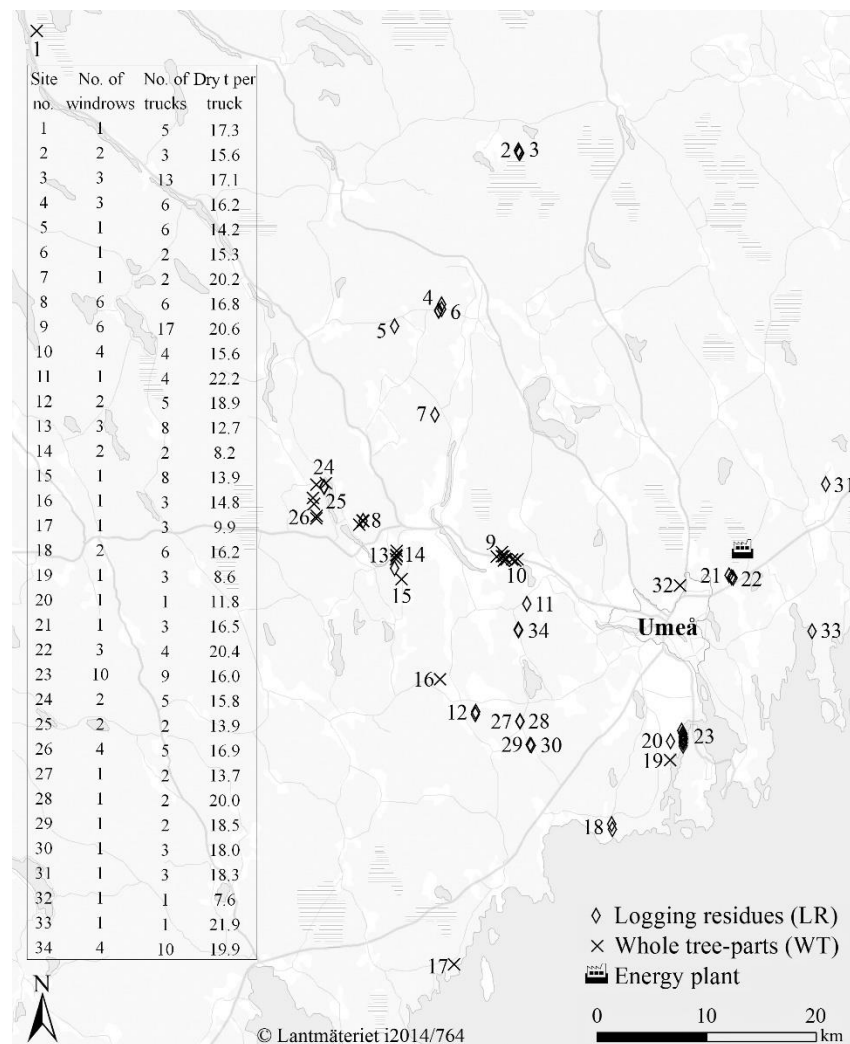 1
Site No. of No. of Dry t per
no. windrows trucks truck
1 1 5 17.3
2 2 3 15.6
3 3 13 17.1
4 3 6 16.2
5 1 6 14.2
6 1 2 15.3
7 1 2 20.2
8 6 6 16.8
9 6 17 20.6
10 4 4 15.6
11 1 4 22.2
12 2 5 18.9
13 3 8 12.7
14 2 2 8.2
15 1 8 13.9
16 1 3 14.8
17 1 3 9.9
18 2 6 16.2
19 1 3 8.6
20 1 1 11.8
21 1 3 16.5
22 3 4 20.4
23 10 9 16.0
24 2 5 15.8
25 2 2 13.9
26 4 5 16.9
27 1 2 13.7
28 1 2 20.0
29 1 2 18.5
30 1 3 18.0
31 1 3 18.3
32 1 1 7.6
33 1 1 21.9
34 4 10 19.9
2 3
4
6
5
7
24
25
26
8
31
9
10
13 14
15
21 22
32
11
34
Umeå
33
16
12
27 28
29 30
20 23
19
18
17
Logging residues (LR)
Whole tree-parts (WT)
Energy plant
N
© Lantmäteriet i2014/764
0 10 20
km